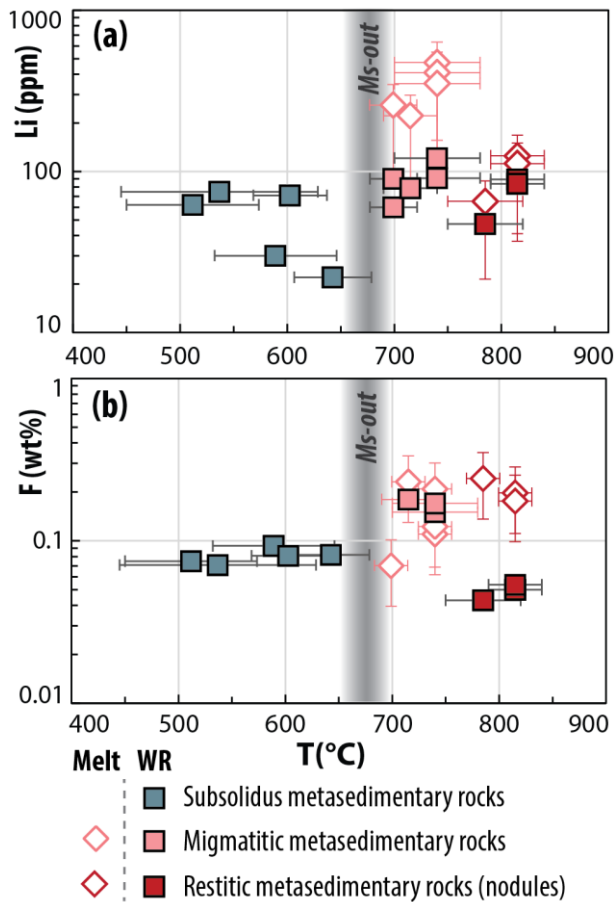 1000
(a)
Ms-out
Li (ppm)
100
10
400 500 600 700 800 900
1
(b)
Ms-out
F (wt%)
0.1
0.01
400 500 600 700 800 900
T(°C)
Melt WR
Subsolidus metasedimentary rocks
Migmatitic metasedimentary rocks
Restitic metasedimentary rocks (nodules)